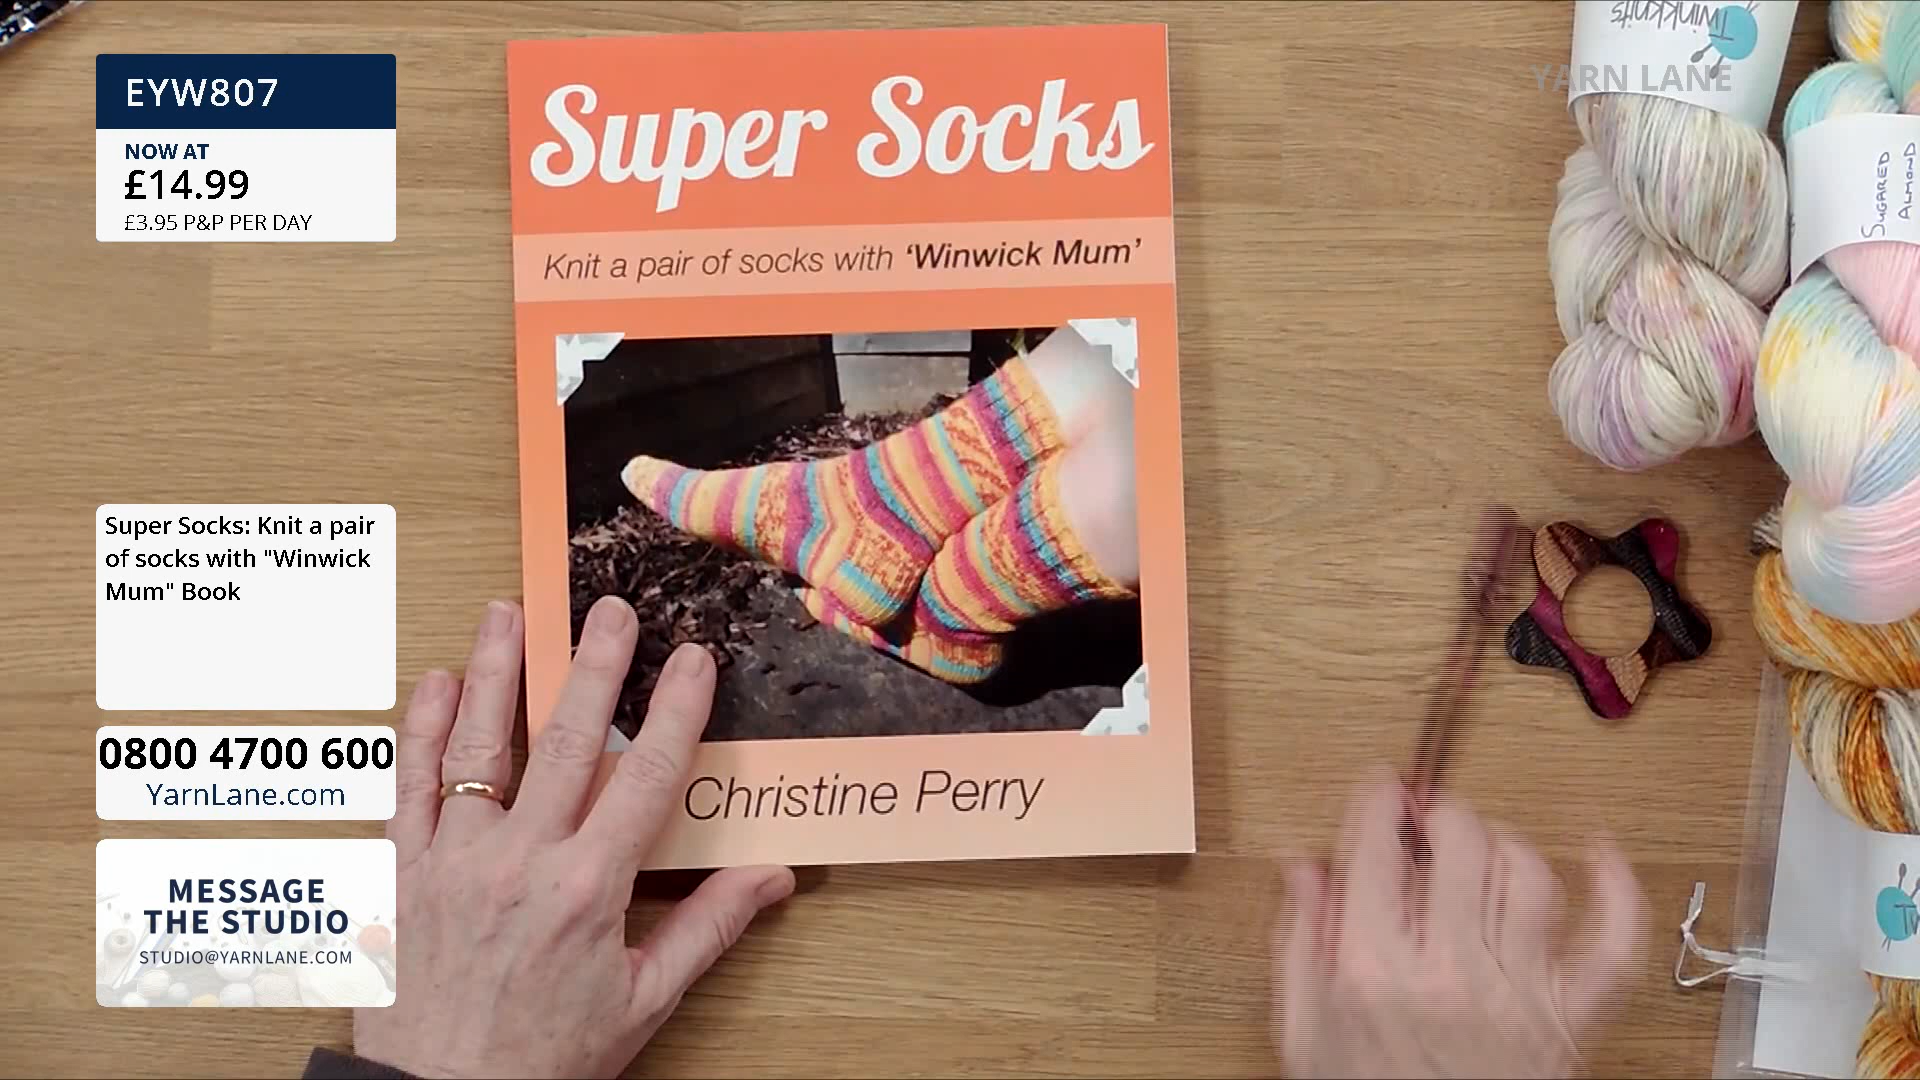 EYW807
NOW AT
£14.99
£3.95 P&P PER DAY
Super Socks: Knit a pair
of socks with "Winwick
Mum" Book
0800 4700 600
YarnLane.com
MESSAGE
THE STUDIO
STUDIO@YARNLANE.COM
Super Socks
Knit a pair of socks with ‘Winwick Mum’
Christine Perry
Twinkknits
YARN LANE
SUGARED
ALMOND